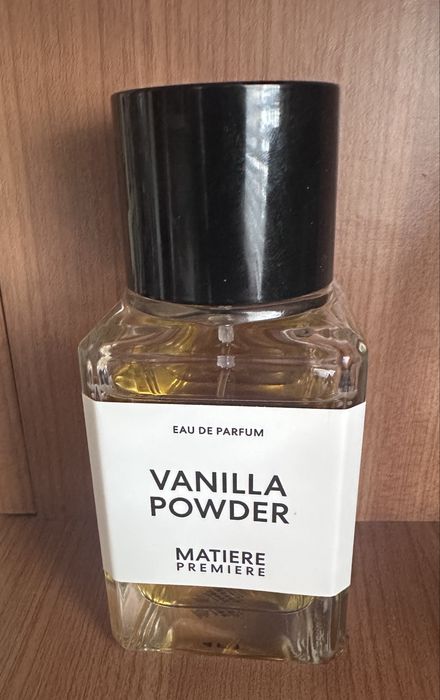 EAU DE PARFUM
VANILLA
POWDER
MATIERE
PREMIERE